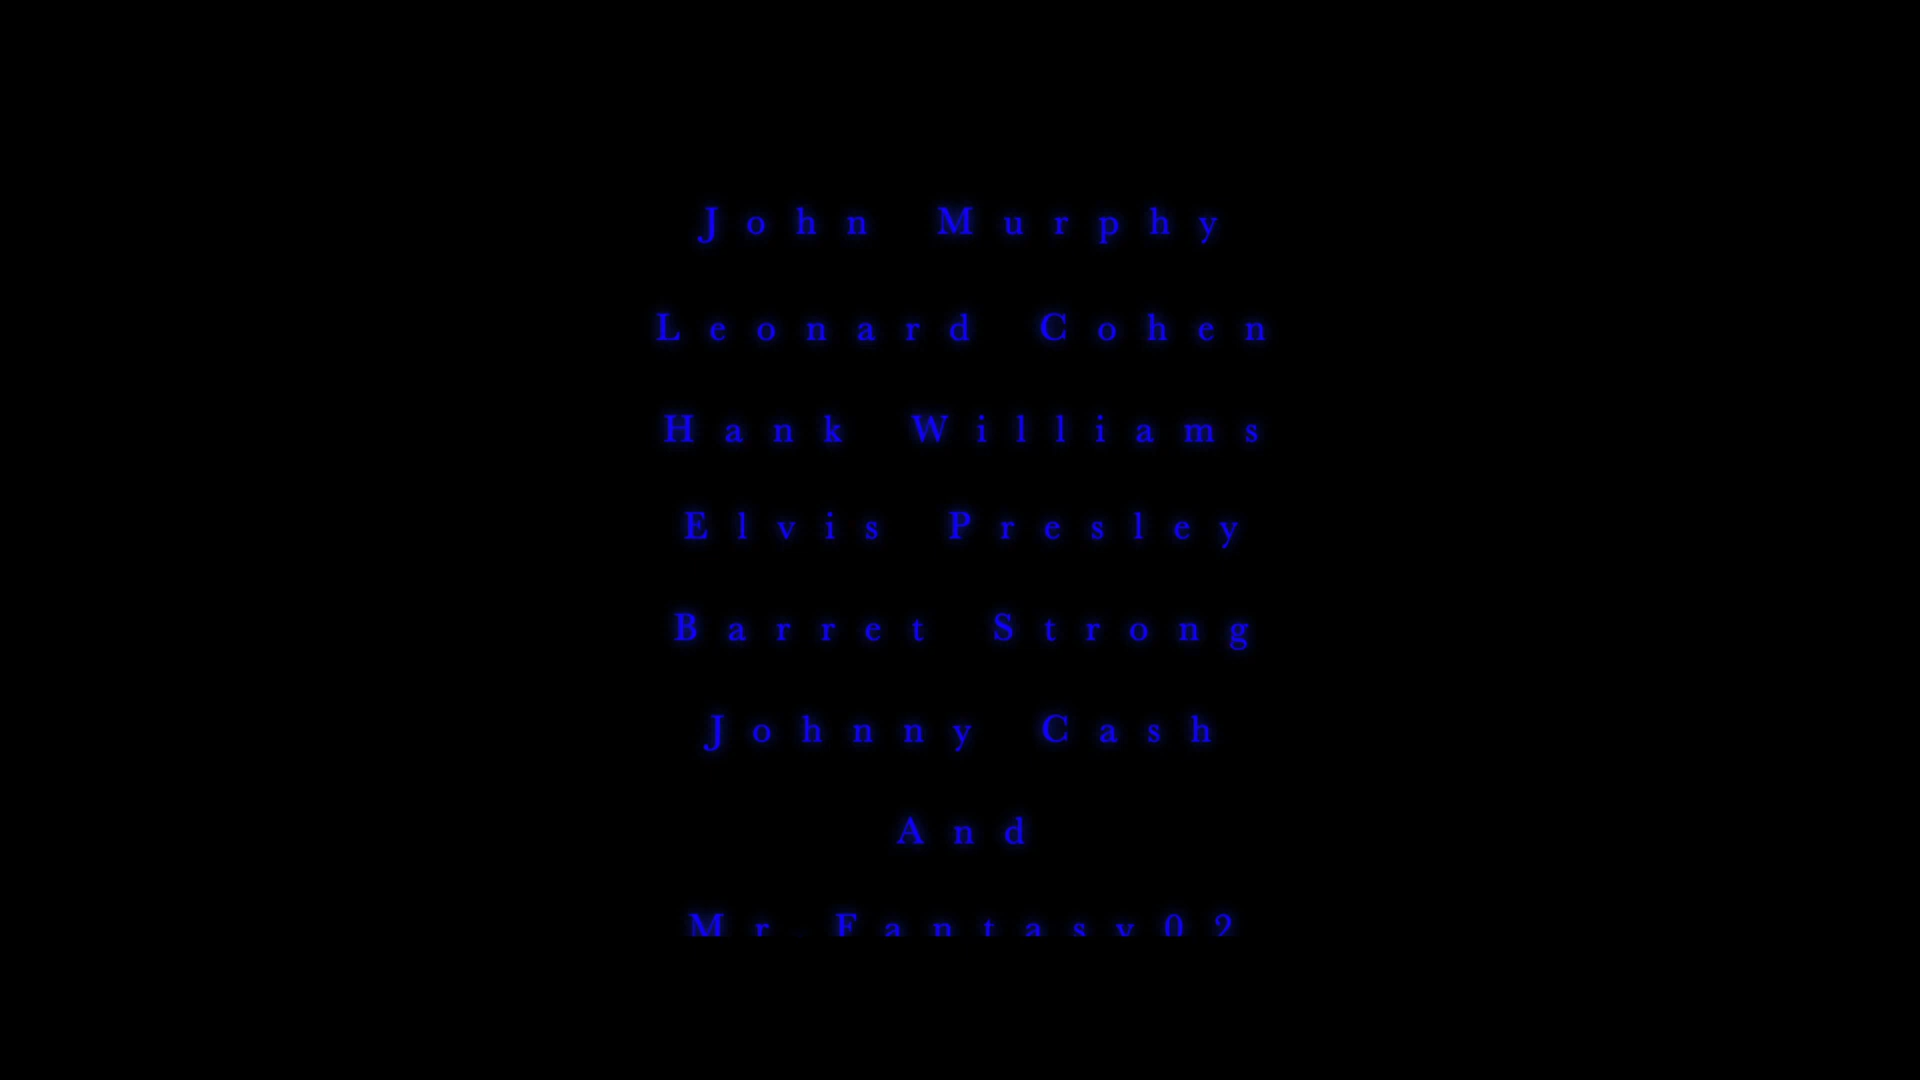 John Murphy
Leonard Cohen
Hank Williams
Elvis Presley
Barret Strong
Johnny Cash
And
Mr Fantasy02